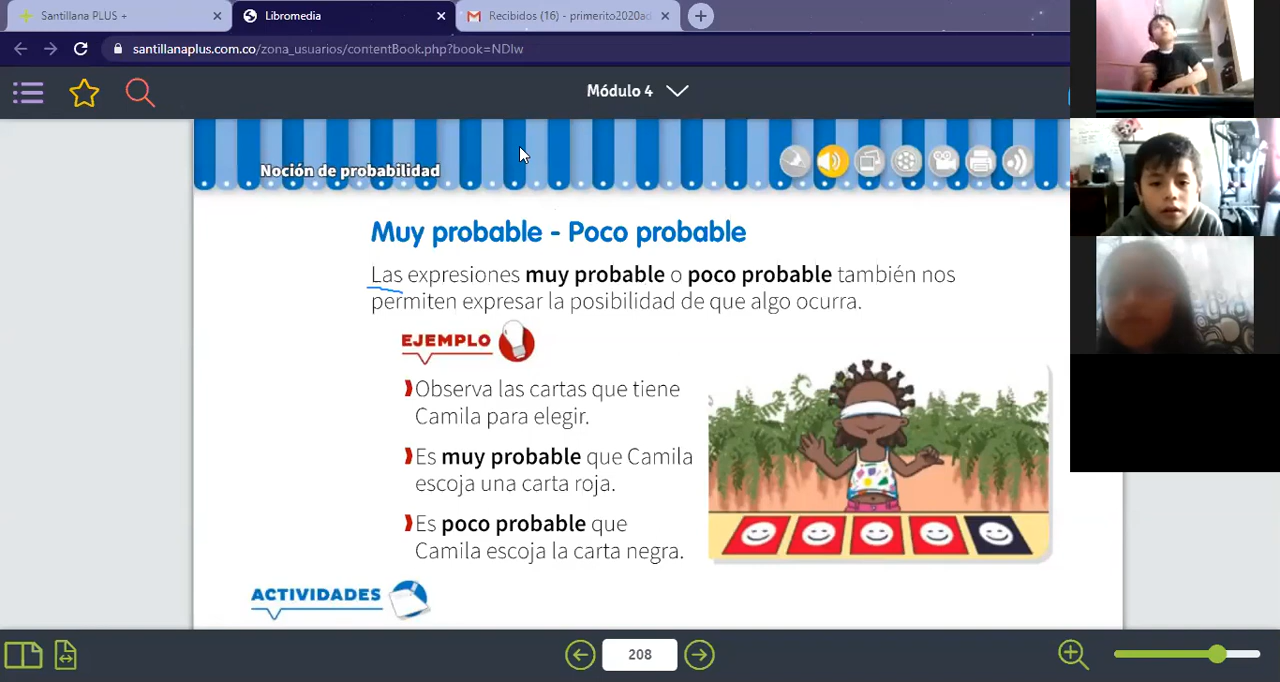 Santillana PLUS +
Libromedia
Recibidos (16) - primerito2020ad
santillanaplus.com.co/zona_usuarios/contentBook.php?book=NDIw
Módulo 4
Noción de probabilidad
Muy probable - Poco probable
Las expresiones muy probable o poco probable también nos
permiten expresar la posibilidad de que algo ocurra.
EJEMPLO
Observa las cartas que tiene
Camila para elegir.
Es muy probable que Camila
escoja una carta roja.
Es poco probable que
Camila escoja la carta negra.
ACTIVIDADES
208